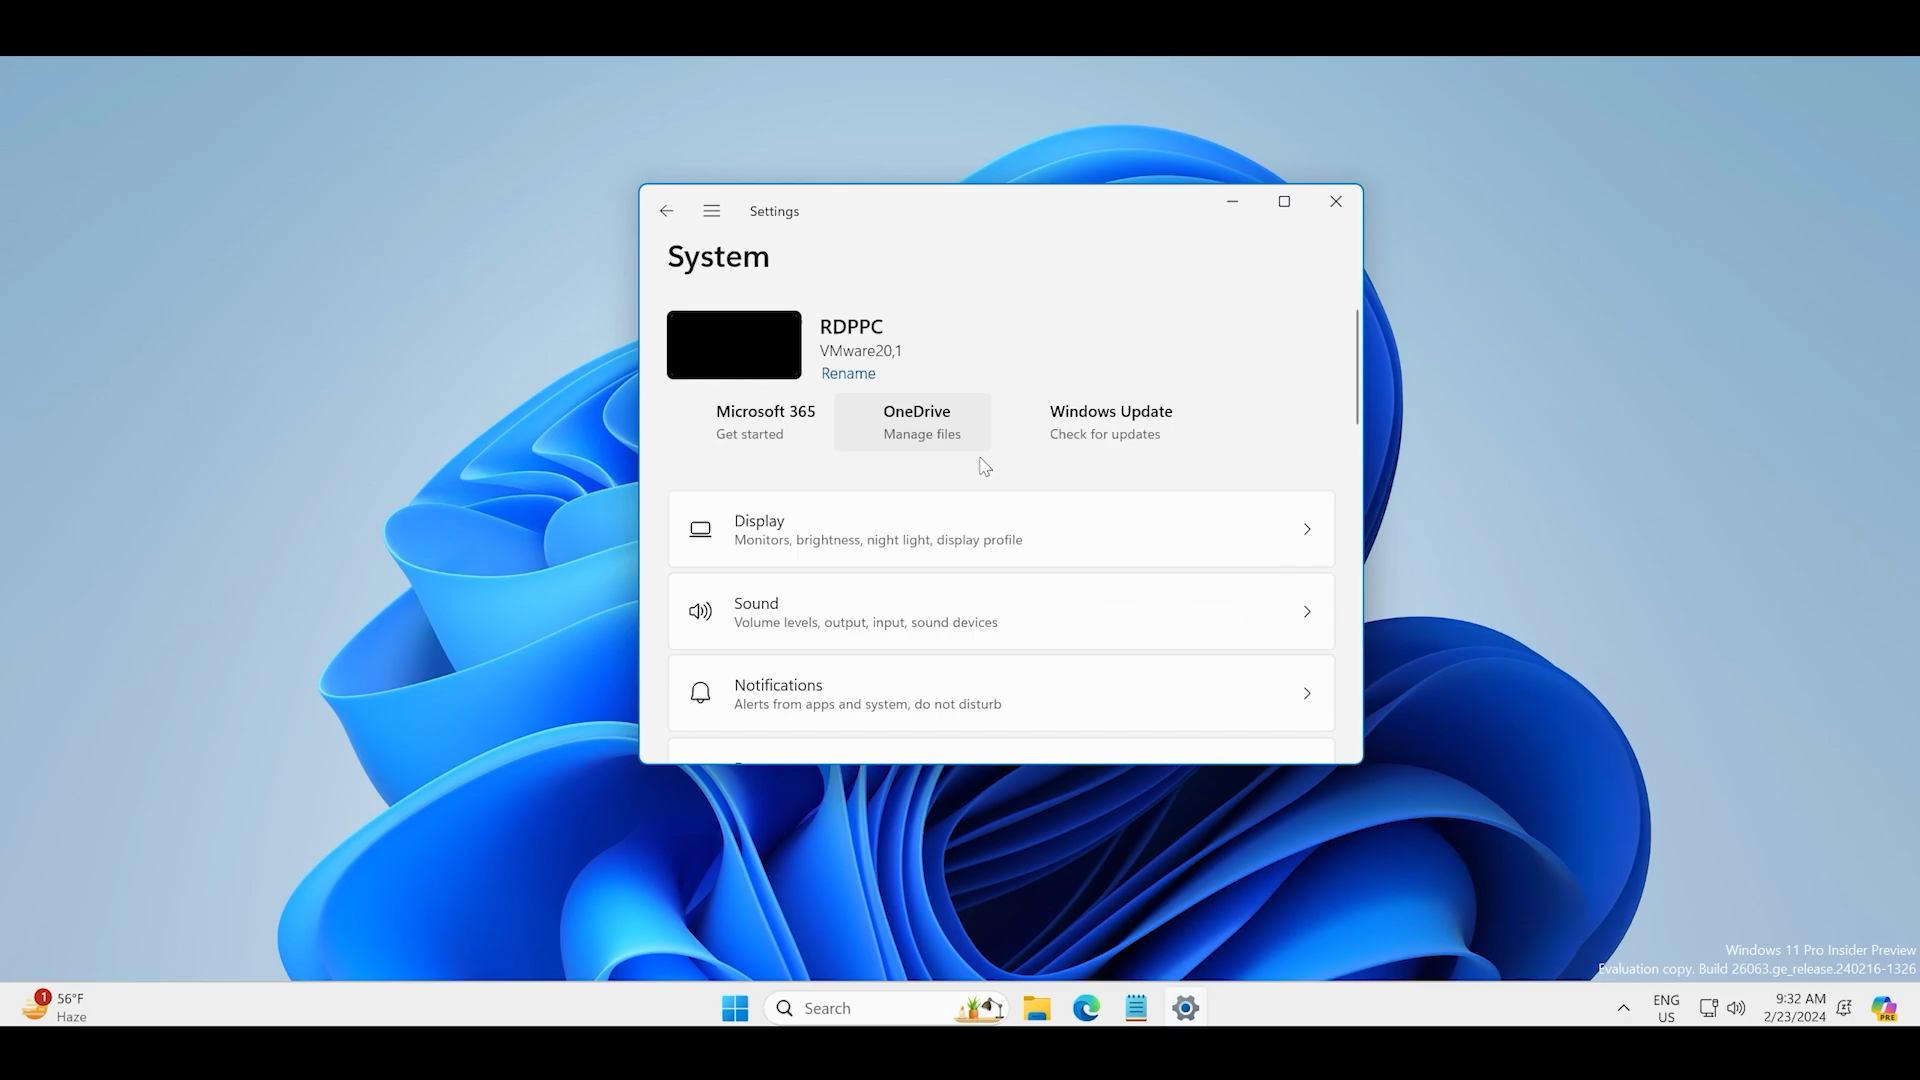 Settings
System
RDPPC
VMware20,1
Rename
Microsoft 365
Get started
OneDrive
Manage files
Windows Update
Check for updates
Display
Monitors, brightness, night light, display profile
Sound
Volume levels, output, input, sound devices
Notifications
Alerts from apps and system, do not disturb
Windows 11 Pro Insider Preview
Evaluation copy. Build 26063.ge_release.240216-1326
1
56°F
Haze
Search
ENG
US
9:32 AM
2/23/2024
PRE